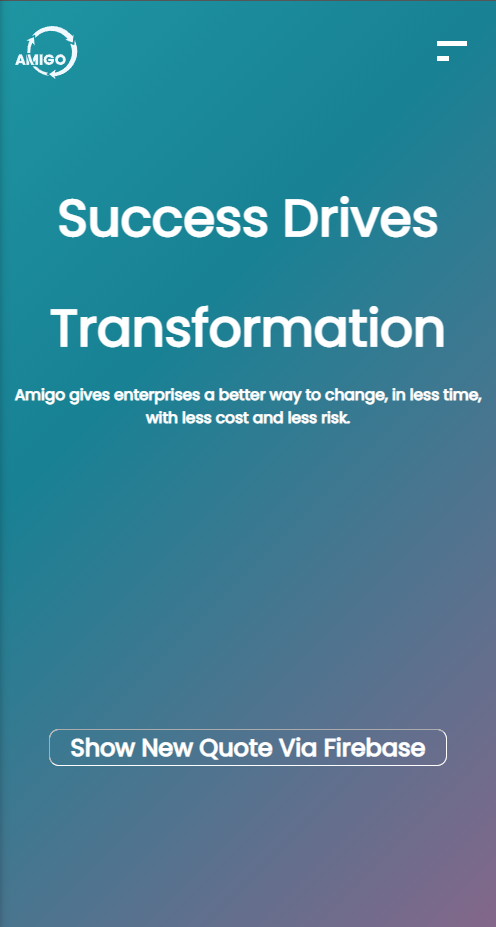 AMIGO
Success Drives
Transformation
Amigo gives enterprises a better way to change, in less time,
with less cost and less risk.
Show New Quote Via Firebase